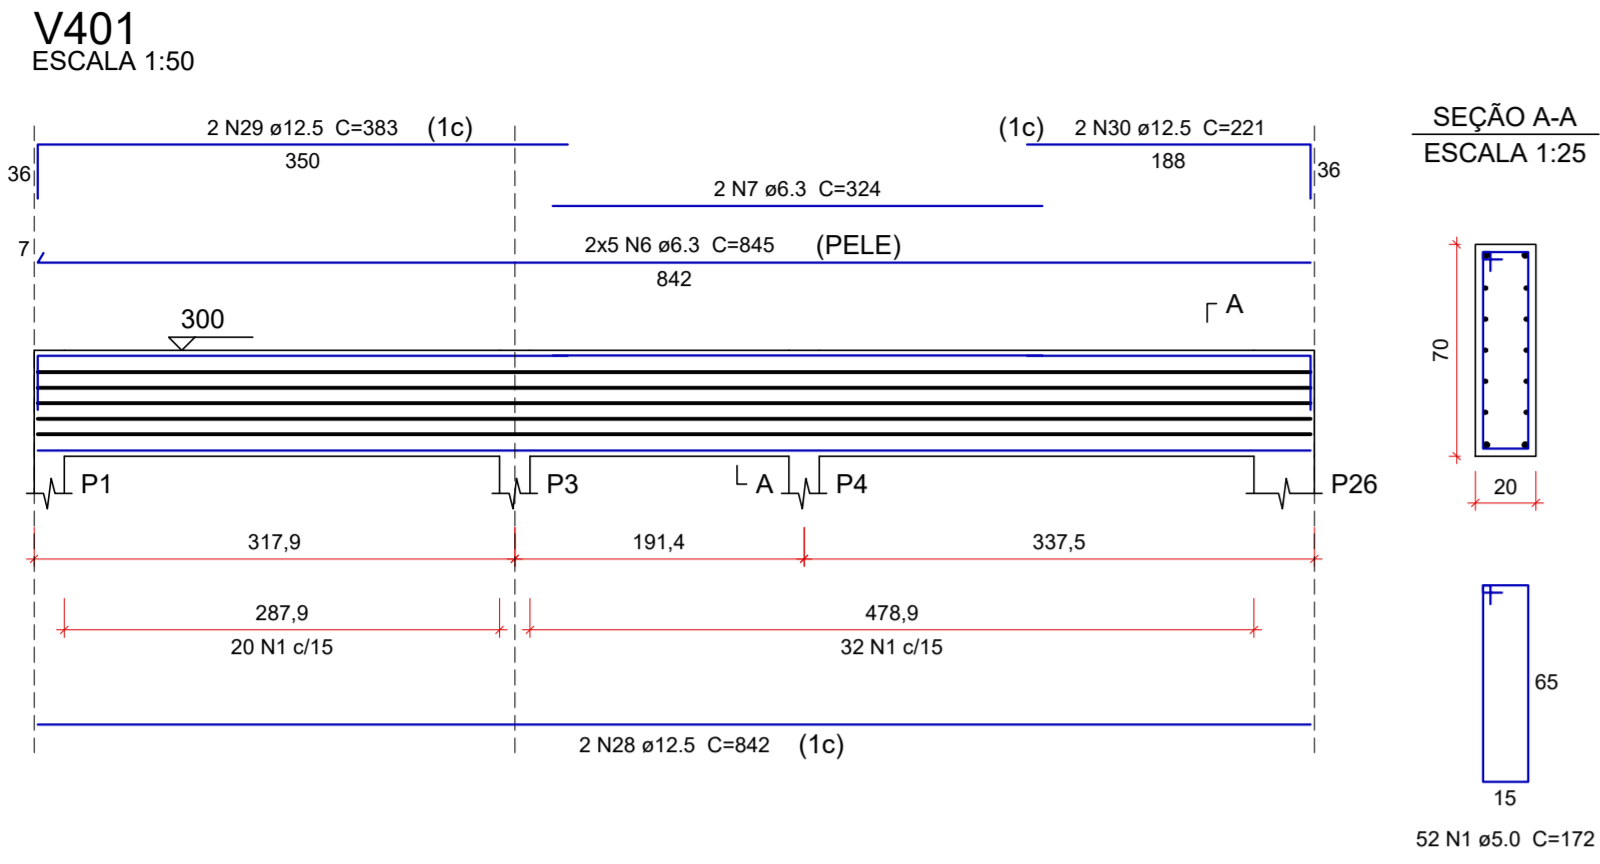 V401
ESCALA 1:50
2 N29 ø12.5 C=383 (1c)
350
36
(1c) 2 N30 ø12.5 C=221
188
36
2 N7 ø6.3 C=324
7
2x5 N6 ø6.3 C=845 (PELE)
842
300
A
A
P1
P3
P4
P26
317,9
191,4
337,5
287,9
20 N1 c/15
478,9
32 N1 c/15
2 N28 ø12.5 C=842 (1c)
SEÇÃO A-A
ESCALA 1:25
70
20
65
15
52 N1 ø5.0 C=172